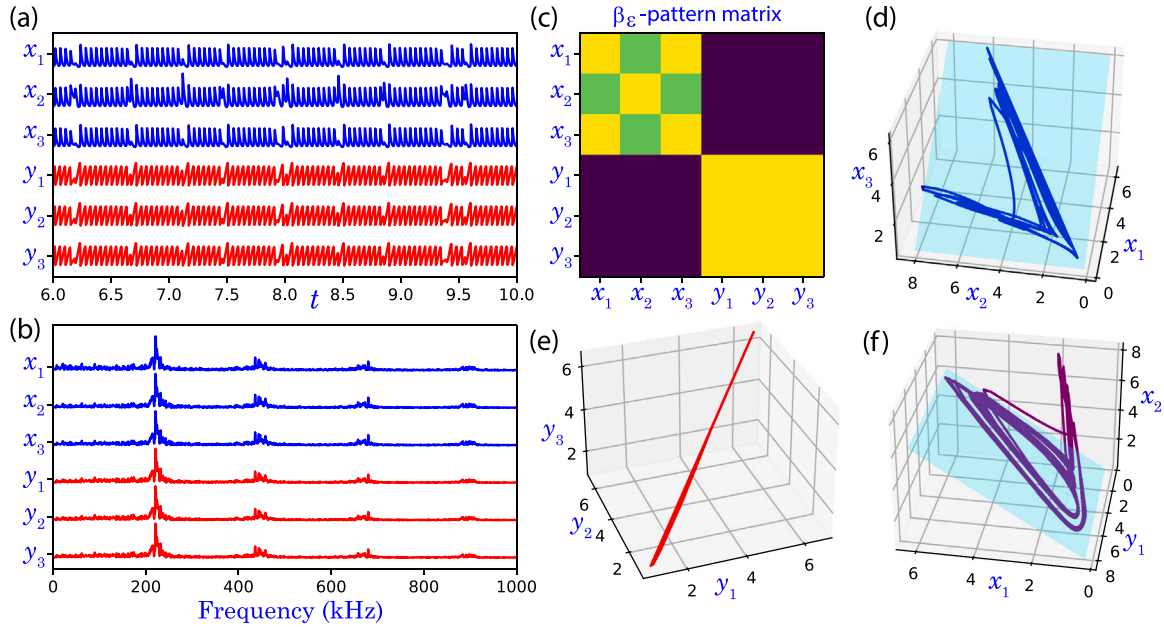 (a)
x1
x2
x3
y1
y2
y3
6.0 6.5 7.0 7.5 8.0 8.5 9.0 9.5 10.0
t
(b)
x1
x2
x3
y1
y2
y3
0 200 400 600 800 1000
Frequency (kHz)
(c)
βε-pattern matrix
x1
x2
x3
y1
y2
y3
x1 x2 x3 y1 y2 y3
(d)
x3
6
4
2
8 6 4 2 0
x2
0 2 4 6
x1
(e)
y3
6
4
2
6
4
2
y2
2 4 6
y1
(f)
8
6
4
2
0
x2
0
2
4
6
8
y1
6 4 2 0
x1